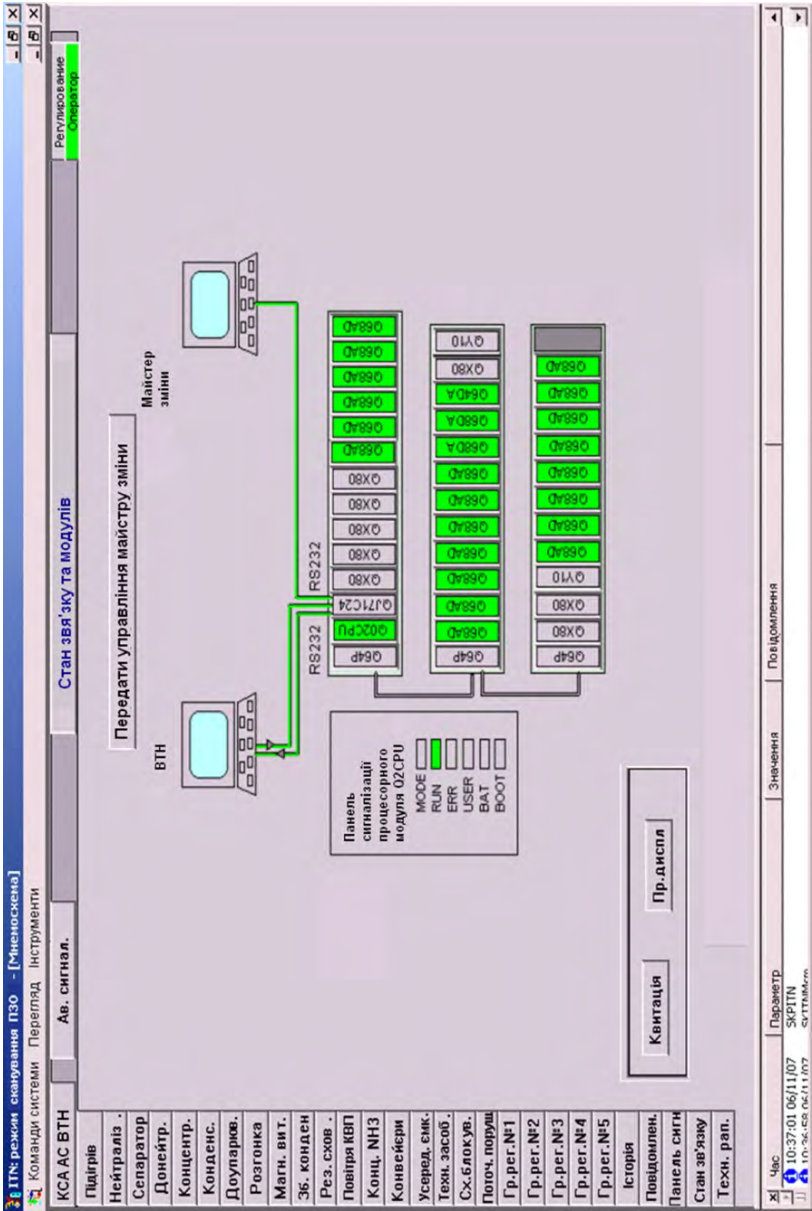 ITN: режим сканування ПЗО - [Мнемосхема]
Команди системи Перегляд Інструменти
КСА АС ВТН
Ав. сигнал.
Стан звя'зку та модулів
Регулирование
Оператор
Підігрів
Нейтраліз .
Сепаратор
Донейтр.
Концентр.
Конденс.
Доупарюв.
Розгонка
Магн. вит.
Зб. конден
Рез. схов .
Повітря КВП
Конц. NH3
Конвейєри
Усеред. ємк.
Техн. засоб .
Сх.блокув.
Поточ. поруш
Гр.рег.№1
Гр.рег.№2
Гр.рег.№3
Гр.рег.№4
Гр.рег.№5
Історія
Повідомлен.
Панель сигн
Стан зв'язку
Техн. рап.
Передати управління майстру зміни
ВТН
Майстер
зміни
RS232 RS232
Q64P Q02CPU QJ71C24 QX80 QX80 QX80 QX80 Q68AD Q68AD Q68AD Q68AD Q68AD Q68AD
Q64P Q68AD Q68AD Q68AD Q68AD Q68AD Q68AD Q68AD Q68DA Q68DA Q64DA QX80 QY10
Q64P QX80 QX80 QY10 Q68AD Q68AD Q68AD Q68AD Q68AD Q68AD Q68AD Q68AD
Панель
сигналізації
процесорного
модуля 02CPU
MODE
RUN
ERR
USER
BAT
BOOT
Квитація
Пр.диспл
Час Параметр Значення Повідомлення
10:37:01 06/11/07 SKPITN